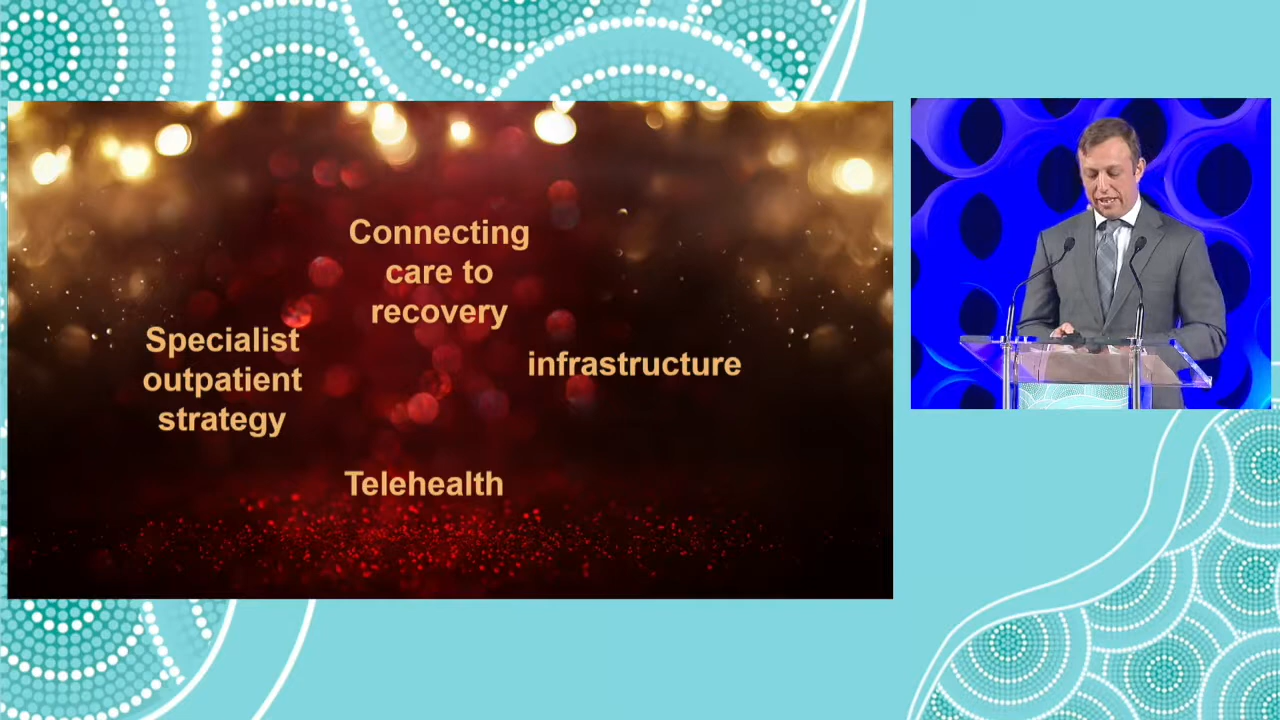 Connecting
care to
recovery
Specialist
outpatient
strategy
infrastructure
Telehealth